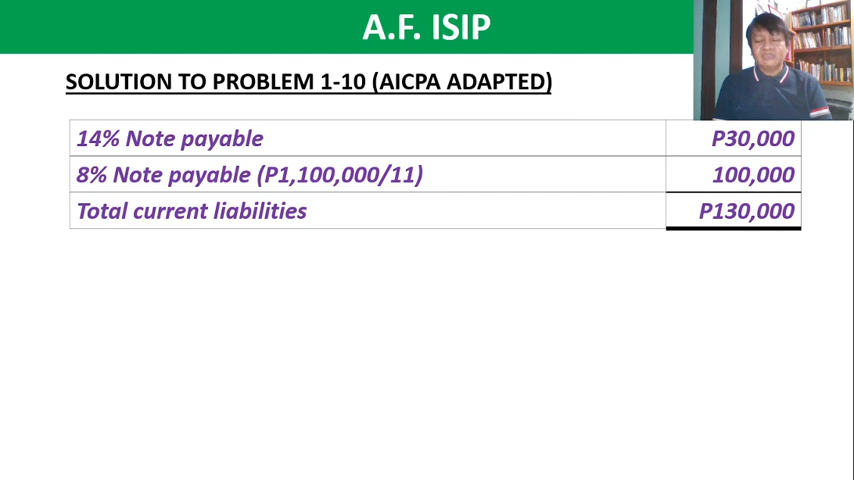 A.F. ISIP
SOLUTION TO PROBLEM 1-10 (AICPA ADAPTED)
14% Note payable P30,000
8% Note payable (P1,100,000/11) 100,000
Total current liabilities P130,000